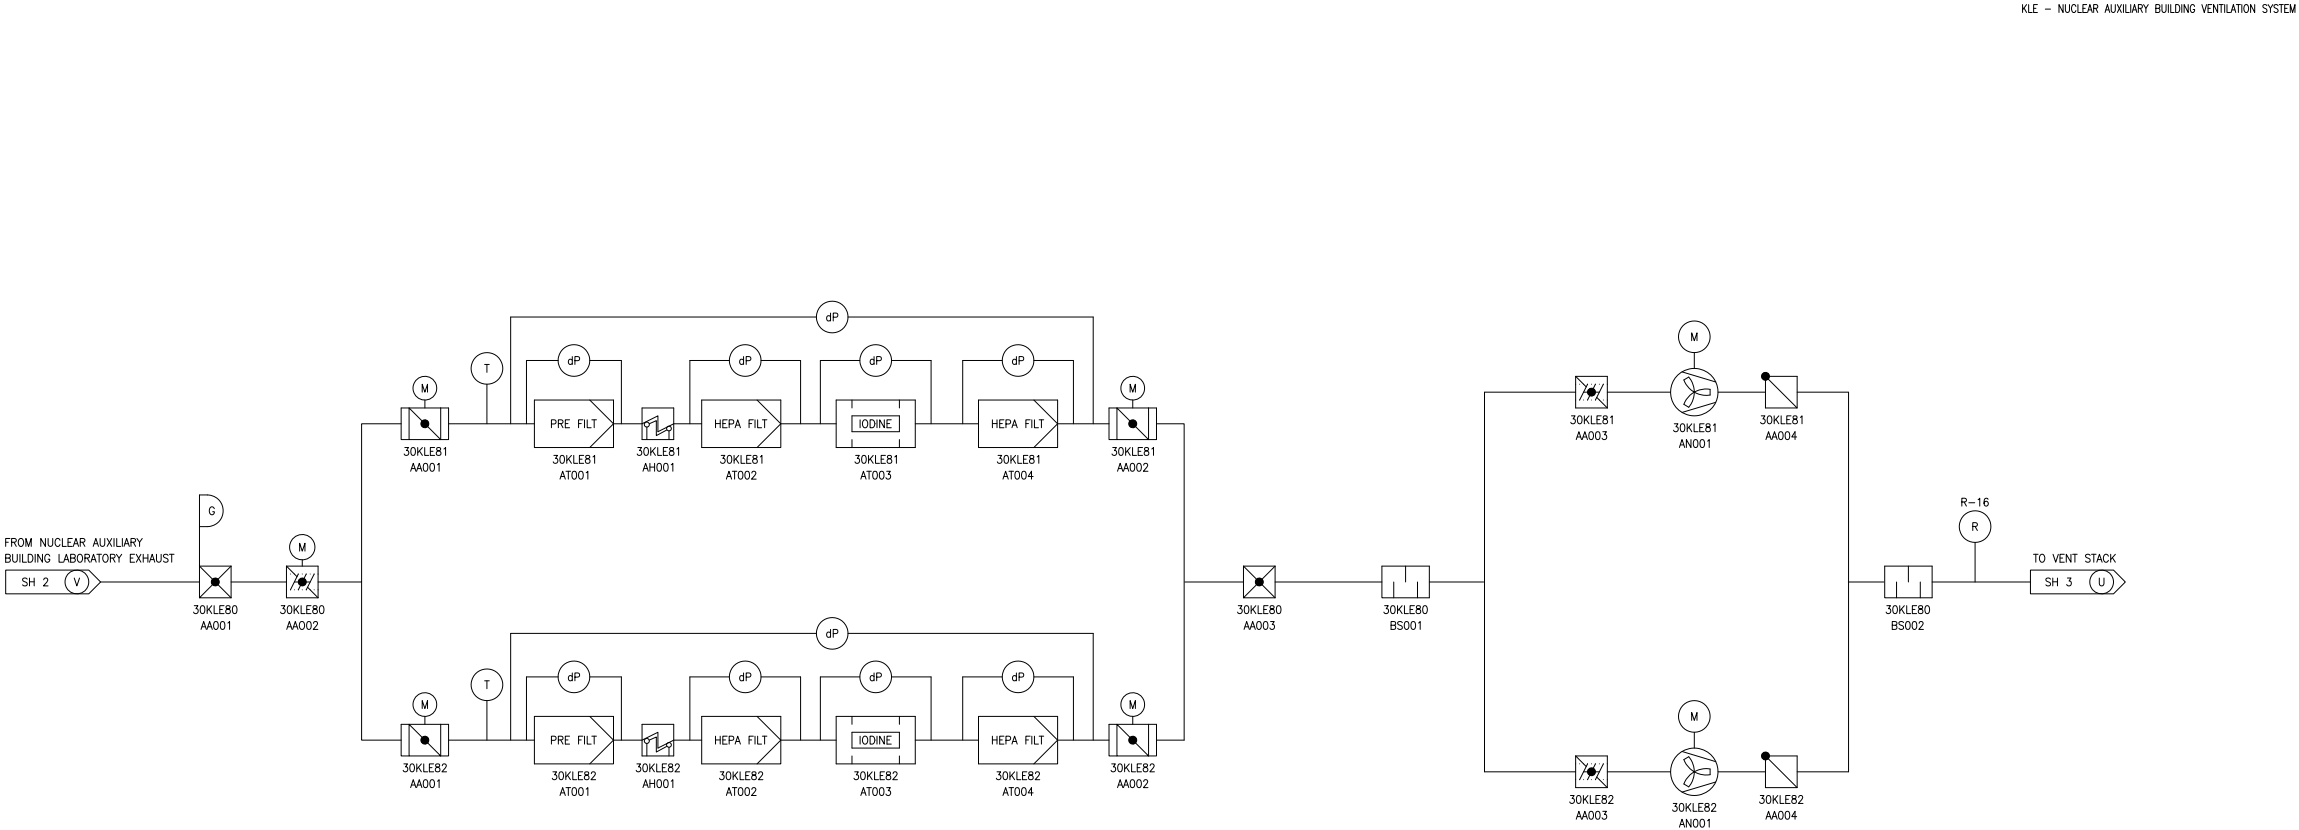 KLE - NUCLEAR AUXILIARY BUILDING VENTILATION SYSTEM
dP
dP
dP
dP
dP
T
M
PRE FILT
HEPA FILT
IODINE
HEPA FILT
M
30KLE81
AA001
30KLE81
AT001
30KLE81
AH001
30KLE81
AT002
30KLE81
AT003
30KLE81
AT004
30KLE81
AA002
M
30KLE81
AA003
30KLE81
AN001
30KLE81
AA004
G
FROM NUCLEAR AUXILIARY
BUILDING LABORATORY EXHAUST
SH 2 V
30KLE80
AA001
M
30KLE80
AA002
30KLE80
AA003
30KLE80
BS001
30KLE80
BS002
R-16
R
TO VENT STACK
SH 3 U
dP
dP
dP
dP
dP
T
M
PRE FILT
HEPA FILT
IODINE
HEPA FILT
M
30KLE82
AA001
30KLE82
AT001
30KLE82
AH001
30KLE82
AT002
30KLE82
AT003
30KLE82
AT004
30KLE82
AA002
M
30KLE82
AA003
30KLE82
AN001
30KLE82
AA004